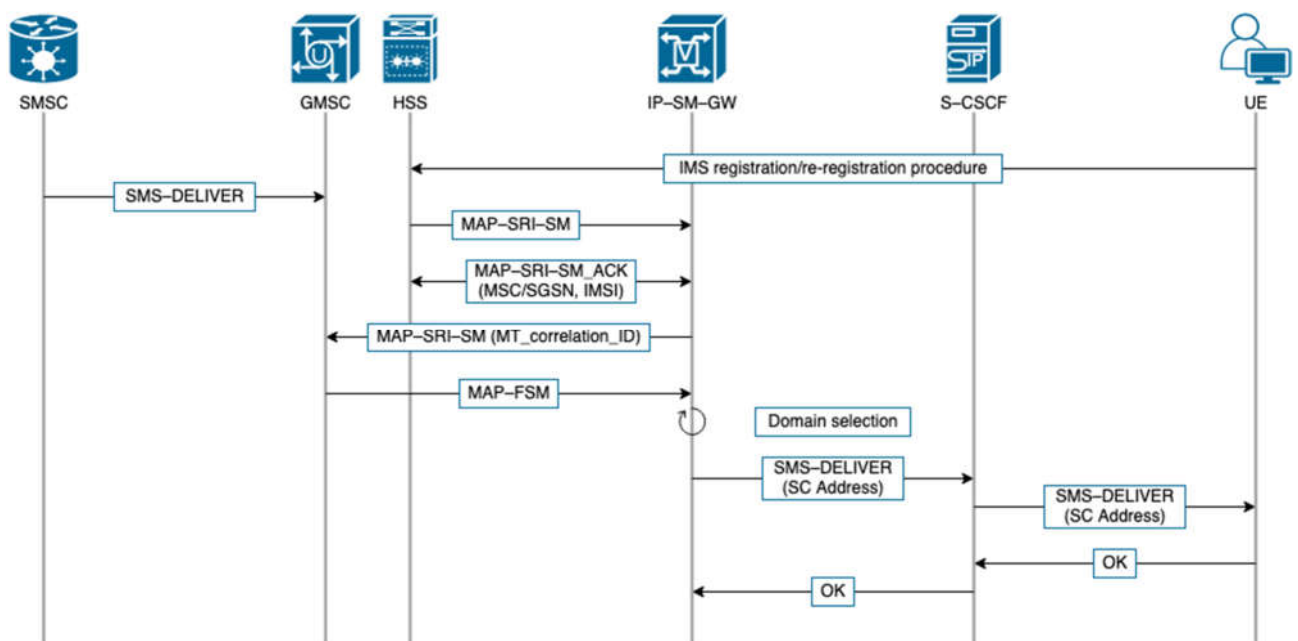 SMSC
GMSC
HSS
IP–SM–GW
S–CSCF
UE
U
M
SIP
IMS registration/re-registration procedure
SMS–DELIVER
MAP–SRI–SM
MAP–SRI–SM_ACK
(MSC/SGSN, IMSI)
MAP–SRI–SM (MT_correlation_ID)
MAP–FSM
Domain selection
SMS–DELIVER
(SC Address)
SMS–DELIVER
(SC Address)
OK
OK